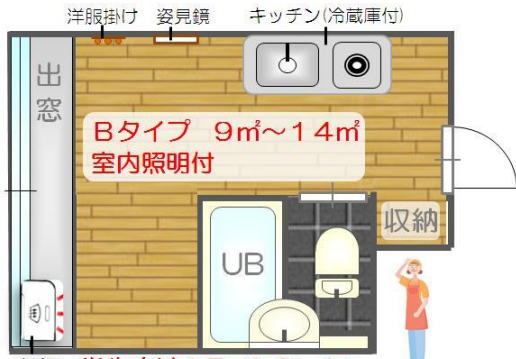 洋服掛け 姿見鏡 キッチン(冷蔵庫付)
出窓
Bタイプ 9㎡～14㎡
室内照明付
収納
UB